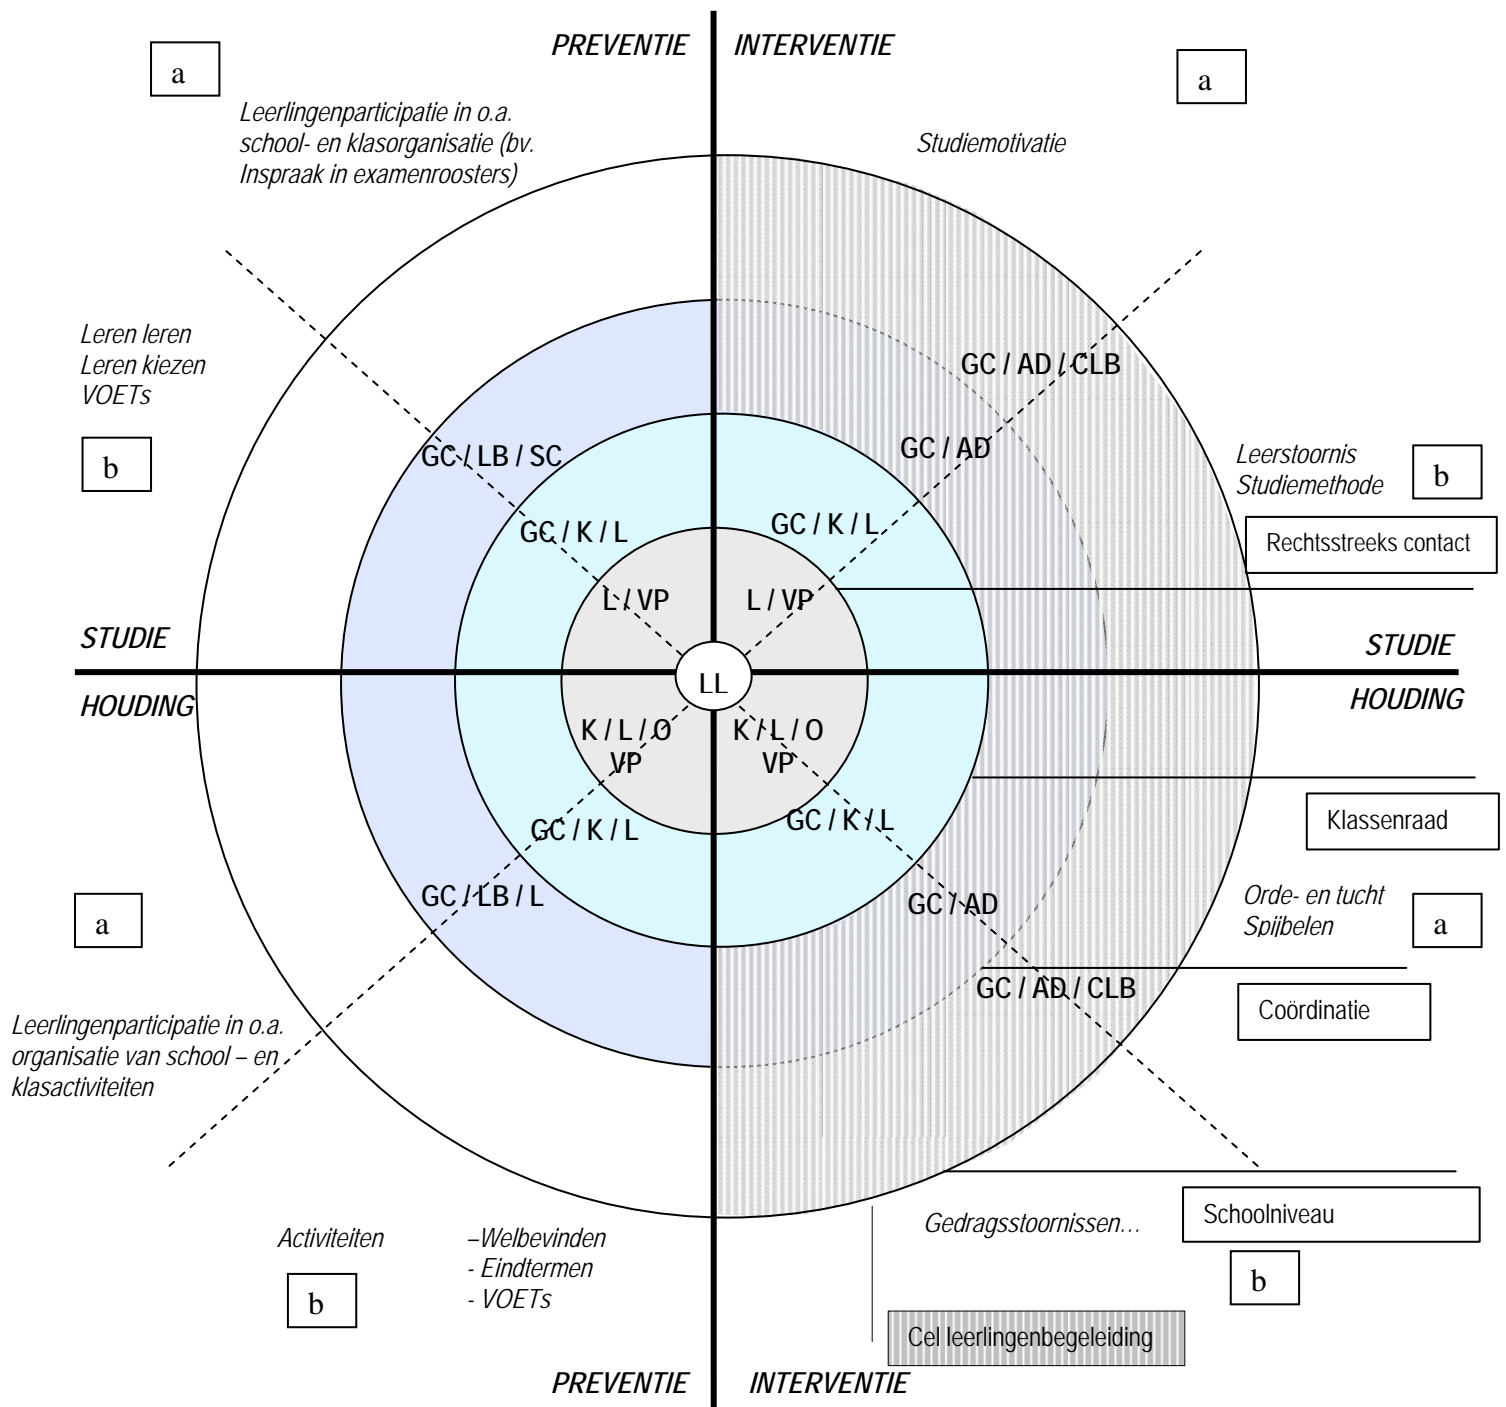 PREVENTIE
INTERVENTIE
a
a
Leerlingenparticipatie in o.a.
school- en klasorganisatie (bv.
Inspraak in examenroosters)
Studiemotivatie
Leren leren
Leren kiezen
VOETs
b
GC / AD / CLB
GC / LB / SC
GC / AD
Leerstoornis
Studiemethode
b
GC / K / L
GC / K / L
Rechtsstreeks contact
L / VP
L / VP
STUDIE
STUDIE
LL
HOUDING
HOUDING
K / L / O
VP
K / L / O
VP
GC / K / L
GC / K / L
Klassenraad
GC / LB / L
GC / AD
a
Orde- en tucht
Spijbelen
a
GC / AD / CLB
Coördinatie
Leerlingenparticipatie in o.a.
organisatie van school – en
klasactiviteiten
Schoolniveau
Gedragsstoornissen…
Activiteiten
–Welbevinden
- Eindtermen
- VOETs
b
b
Cel leerlingenbegeleiding
PREVENTIE
INTERVENTIE